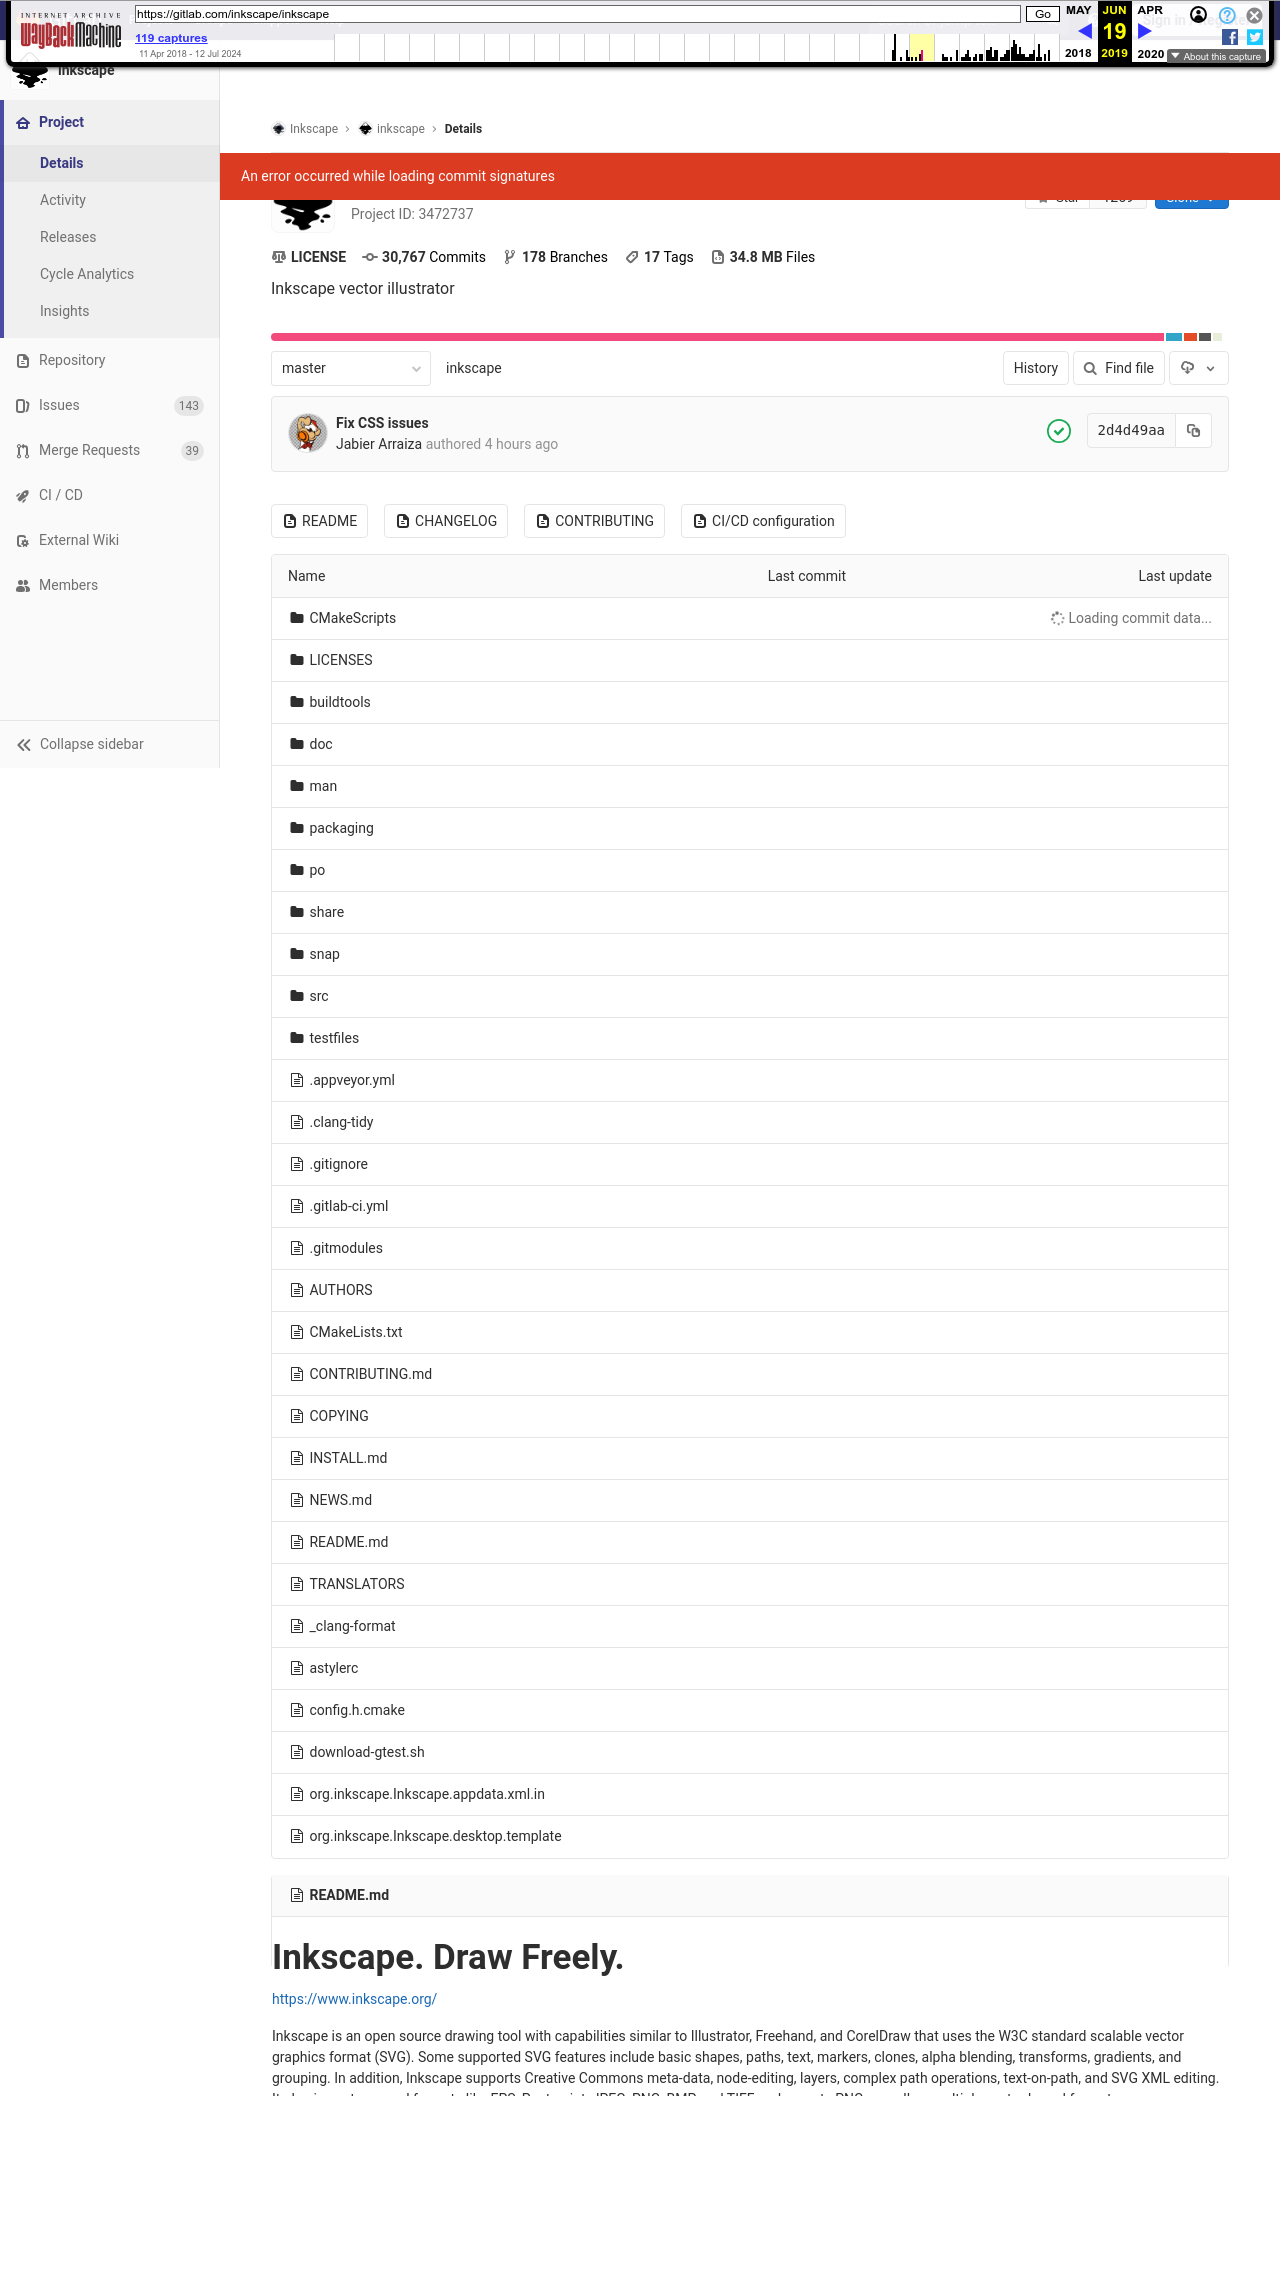 INTERNET ARCHIVE
WayBackMachine
https://gitlab.com/inkscape/inkscape
Go
119 captures
11 Apr 2018 - 12 Jul 2024
MAY JUN APR
19
2018 2019 2020
About this capture
Inkscape
Project
Details
Activity
Releases
Cycle Analytics
Insights
Repository
Issues 143
Merge Requests 39
CI / CD
External Wiki
Members
Collapse sidebar
Inkscape › inkscape › Details
An error occurred while loading commit signatures
Project ID: 3472737
LICENSE 30,767 Commits 178 Branches 17 Tags 34.8 MB Files
Inkscape vector illustrator
master inkscape History Find file
Fix CSS issues
Jabier Arraiza authored 4 hours ago
2d4d49aa
README CHANGELOG CONTRIBUTING CI/CD configuration
Name Last commit Last update
CMakeScripts Loading commit data...
LICENSES
buildtools
doc
man
packaging
po
share
snap
src
testfiles
.appveyor.yml
.clang-tidy
.gitignore
.gitlab-ci.yml
.gitmodules
AUTHORS
CMakeLists.txt
CONTRIBUTING.md
COPYING
INSTALL.md
NEWS.md
README.md
TRANSLATORS
_clang-format
astylerc
config.h.cmake
download-gtest.sh
org.inkscape.Inkscape.appdata.xml.in
org.inkscape.Inkscape.desktop.template
README.md
Inkscape. Draw Freely.
https://www.inkscape.org/
Inkscape is an open source drawing tool with capabilities similar to Illustrator, Freehand, and CorelDraw that uses the W3C standard scalable vector
graphics format (SVG). Some supported SVG features include basic shapes, paths, text, markers, clones, alpha blending, transforms, gradients, and
grouping. In addition, Inkscape supports Creative Commons meta-data, node-editing, layers, complex path operations, text-on-path, and SVG XML editing.